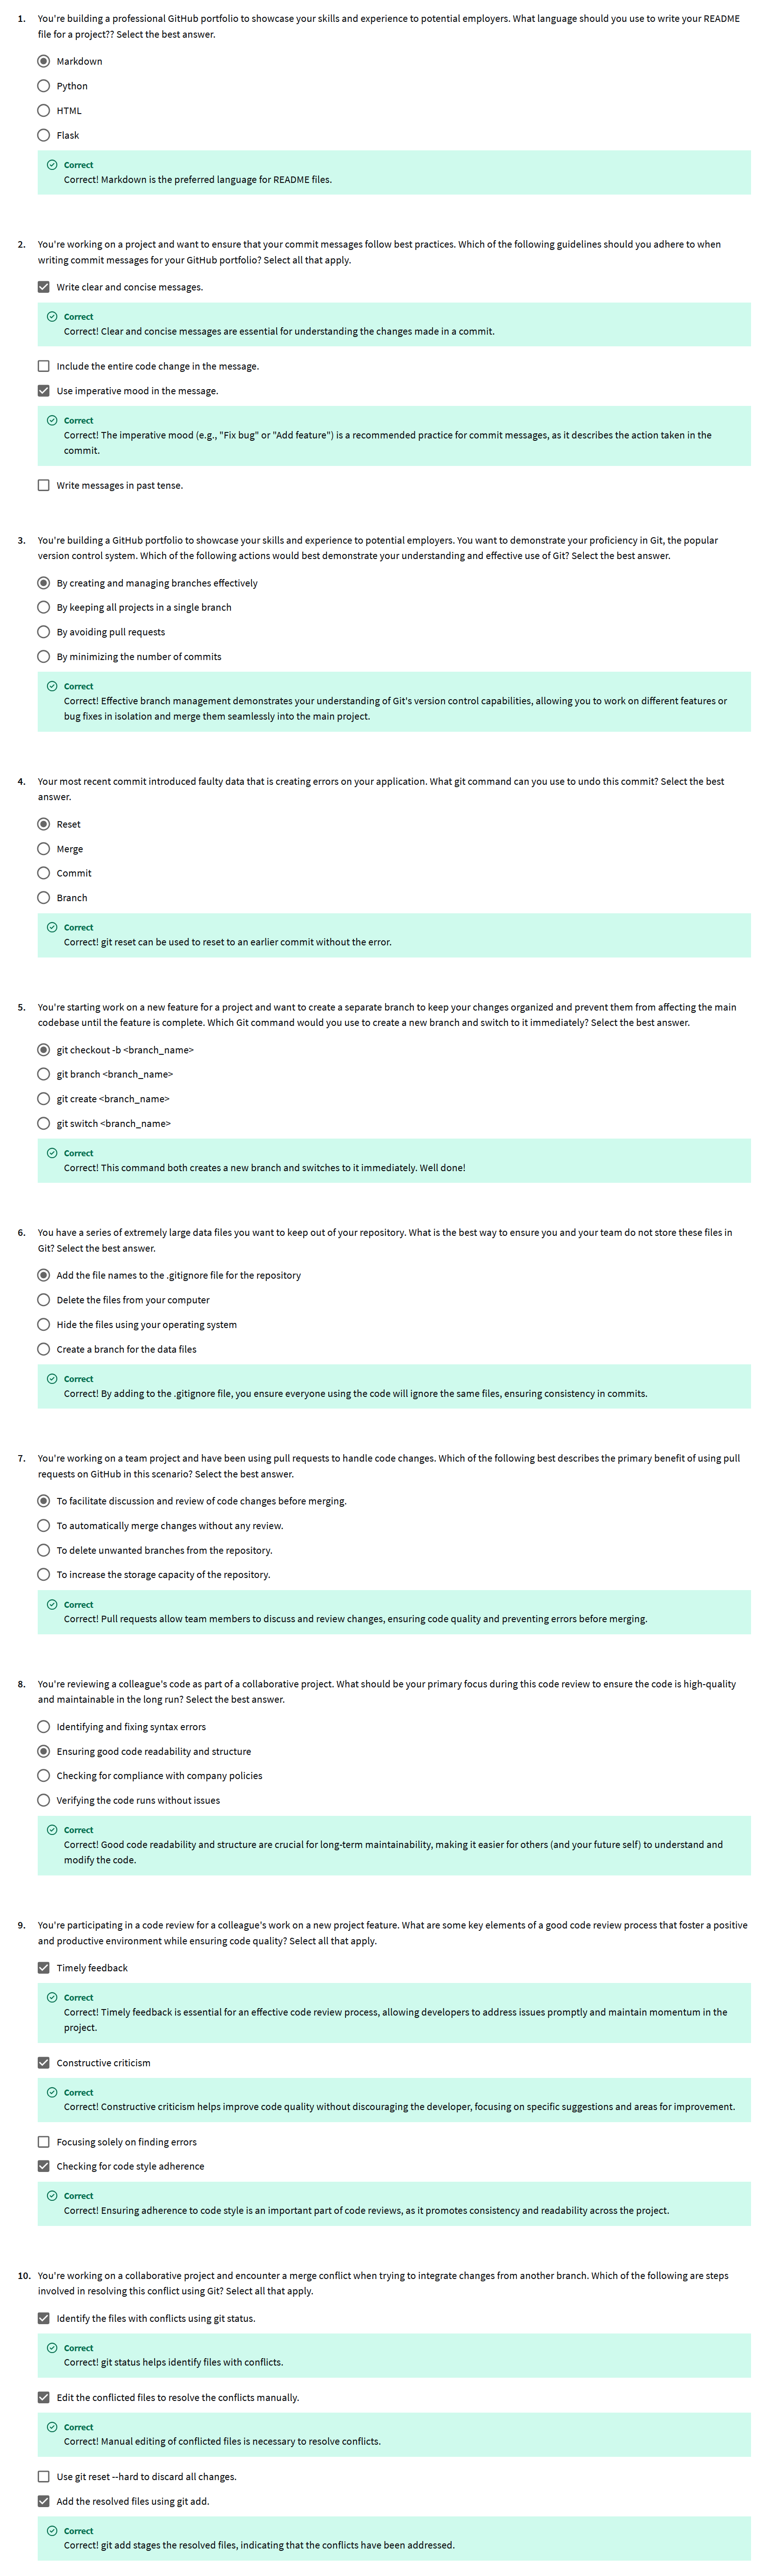 1. You're building a professional GitHub portfolio to showcase your skills and experience to potential employers. What language should you use to write your README
file for a project?? Select the best answer.
Markdown
Python
HTML
Flask
Correct
Correct! Markdown is the preferred language for README files.
2. You're working on a project and want to ensure that your commit messages follow best practices. Which of the following guidelines should you adhere to when
writing commit messages for your GitHub portfolio? Select all that apply.
Write clear and concise messages.
Correct
Correct! Clear and concise messages are essential for understanding the changes made in a commit.
Include the entire code change in the message.
Use imperative mood in the message.
Correct
Correct! The imperative mood (e.g., "Fix bug" or "Add feature") is a recommended practice for commit messages, as it describes the action taken in the
commit.
Write messages in past tense.
3. You're building a GitHub portfolio to showcase your skills and experience to potential employers. You want to demonstrate your proficiency in Git, the popular
version control system. Which of the following actions would best demonstrate your understanding and effective use of Git? Select the best answer.
By creating and managing branches effectively
By keeping all projects in a single branch
By avoiding pull requests
By minimizing the number of commits
Correct
Correct! Effective branch management demonstrates your understanding of Git's version control capabilities, allowing you to work on different features or
bug fixes in isolation and merge them seamlessly into the main project.
4. Your most recent commit introduced faulty data that is creating errors on your application. What git command can you use to undo this commit? Select the best
answer.
Reset
Merge
Commit
Branch
Correct
Correct! git reset can be used to reset to an earlier commit without the error.
5. You're starting work on a new feature for a project and want to create a separate branch to keep your changes organized and prevent them from affecting the main
codebase until the feature is complete. Which Git command would you use to create a new branch and switch to it immediately? Select the best answer.
git checkout -b <branch_name>
git branch <branch_name>
git create <branch_name>
git switch <branch_name>
Correct
Correct! This command both creates a new branch and switches to it immediately. Well done!
6. You have a series of extremely large data files you want to keep out of your repository. What is the best way to ensure you and your team do not store these files in
Git? Select the best answer.
Add the file names to the .gitignore file for the repository
Delete the files from your computer
Hide the files using your operating system
Create a branch for the data files
Correct
Correct! By adding to the .gitignore file, you ensure everyone using the code will ignore the same files, ensuring consistency in commits.
7. You're working on a team project and have been using pull requests to handle code changes. Which of the following best describes the primary benefit of using pull
requests on GitHub in this scenario? Select the best answer.
To facilitate discussion and review of code changes before merging.
To automatically merge changes without any review.
To delete unwanted branches from the repository.
To increase the storage capacity of the repository.
Correct
Correct! Pull requests allow team members to discuss and review changes, ensuring code quality and preventing errors before merging.
8. You're reviewing a colleague's code as part of a collaborative project. What should be your primary focus during this code review to ensure the code is high-quality
and maintainable in the long run? Select the best answer.
Identifying and fixing syntax errors
Ensuring good code readability and structure
Checking for compliance with company policies
Verifying the code runs without issues
Correct
Correct! Good code readability and structure are crucial for long-term maintainability, making it easier for others (and your future self) to understand and
modify the code.
9. You're participating in a code review for a colleague's work on a new project feature. What are some key elements of a good code review process that foster a positive
and productive environment while ensuring code quality? Select all that apply.
Timely feedback
Correct
Correct! Timely feedback is essential for an effective code review process, allowing developers to address issues promptly and maintain momentum in the
project.
Constructive criticism
Correct
Correct! Constructive criticism helps improve code quality without discouraging the developer, focusing on specific suggestions and areas for improvement.
Focusing solely on finding errors
Checking for code style adherence
Correct
Correct! Ensuring adherence to code style is an important part of code reviews, as it promotes consistency and readability across the project.
10. You're working on a collaborative project and encounter a merge conflict when trying to integrate changes from another branch. Which of the following are steps
involved in resolving this conflict using Git? Select all that apply.
Identify the files with conflicts using git status.
Correct
Correct! git status helps identify files with conflicts.
Edit the conflicted files to resolve the conflicts manually.
Correct
Correct! Manual editing of conflicted files is necessary to resolve conflicts.
Use git reset --hard to discard all changes.
Add the resolved files using git add.
Correct
Correct! git add stages the resolved files, indicating that the conflicts have been addressed.